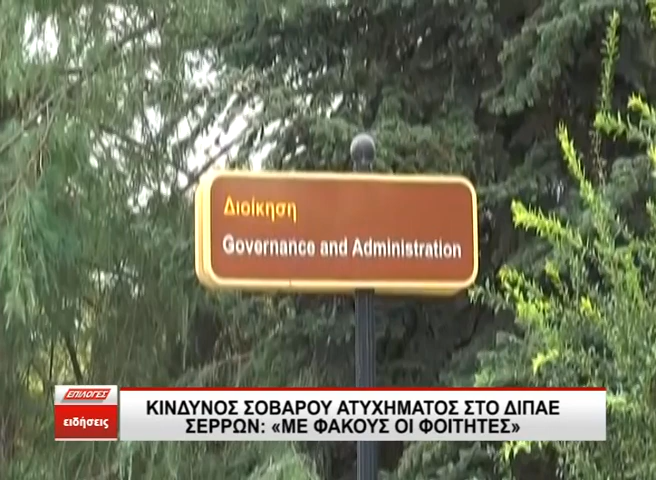 Διοίκηση
Governance and Administration
ΕΠΙΛΟΓΕΣ
ειδήσεις
ΚΙΝΔΥΝΟΣ ΣΟΒΑΡΟΥ ΑΤΥΧΗΜΑΤΟΣ ΣΤΟ ΔΙΠΑΕ
ΣΕΡΡΩΝ: «ΜΕ ΦΑΚΟΥΣ ΟΙ ΦΟΙΤΗΤΕΣ»